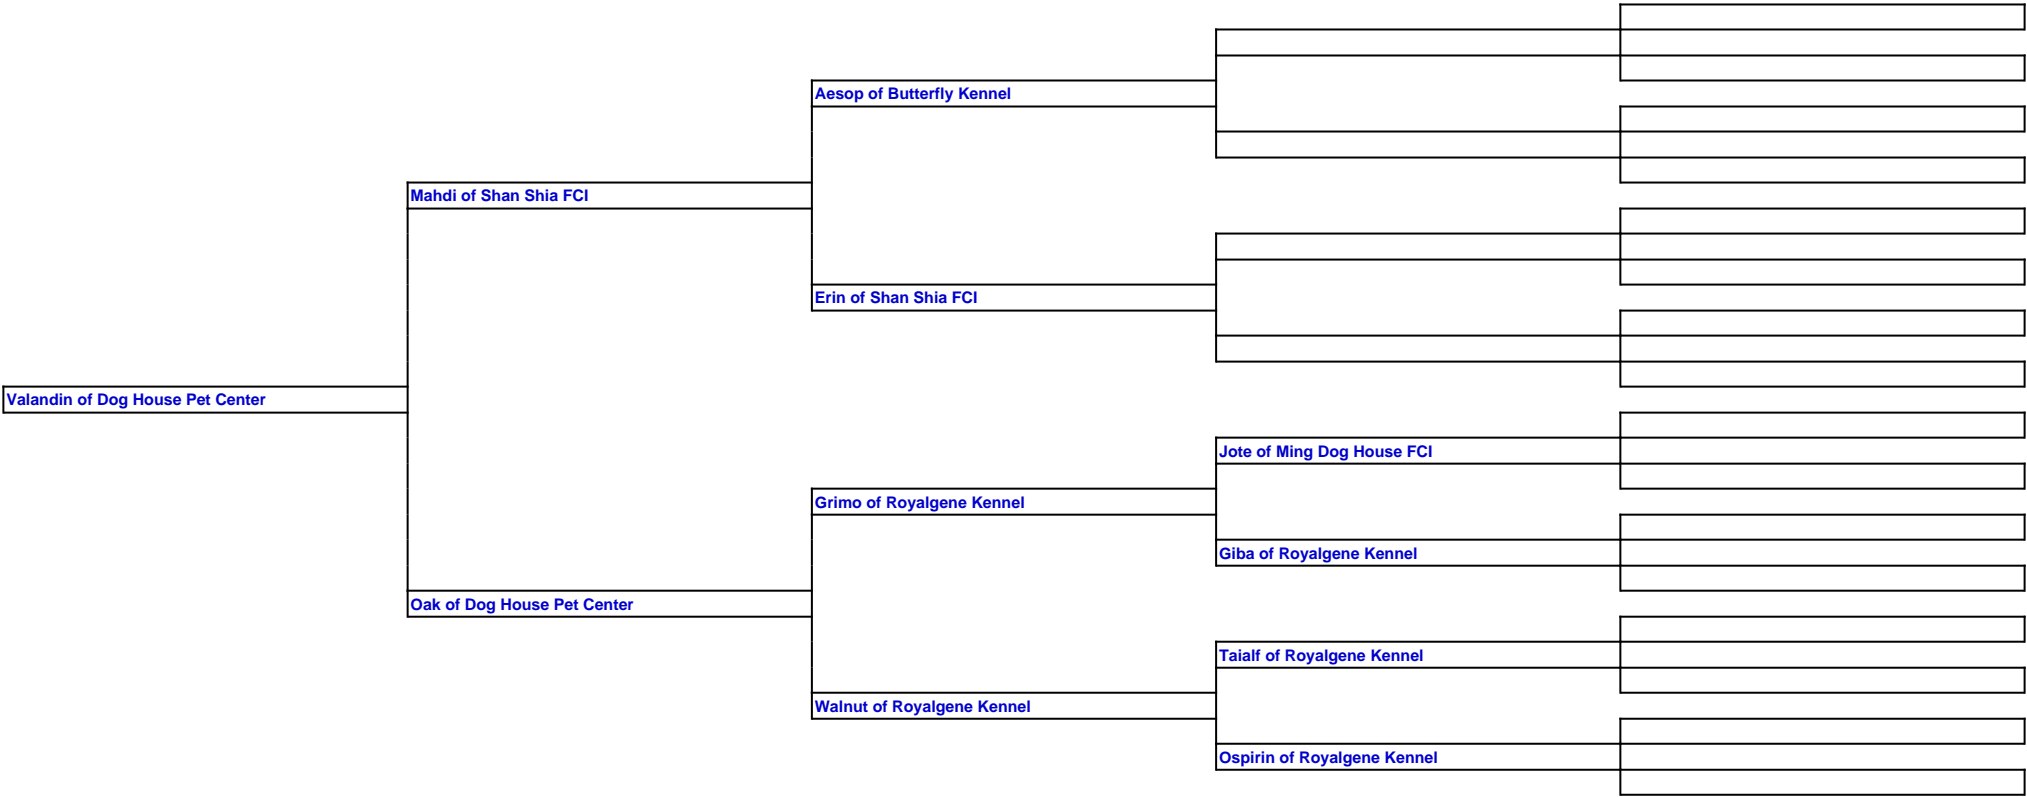 Aesop of Butterfly Kennel
Mahdi of Shan Shia FCI
Erin of Shan Shia FCI
Valandin of Dog House Pet Center
Jote of Ming Dog House FCI
Grimo of Royalgene Kennel
Giba of Royalgene Kennel
Oak of Dog House Pet Center
Taialf of Royalgene Kennel
Walnut of Royalgene Kennel
Ospirin of Royalgene Kennel